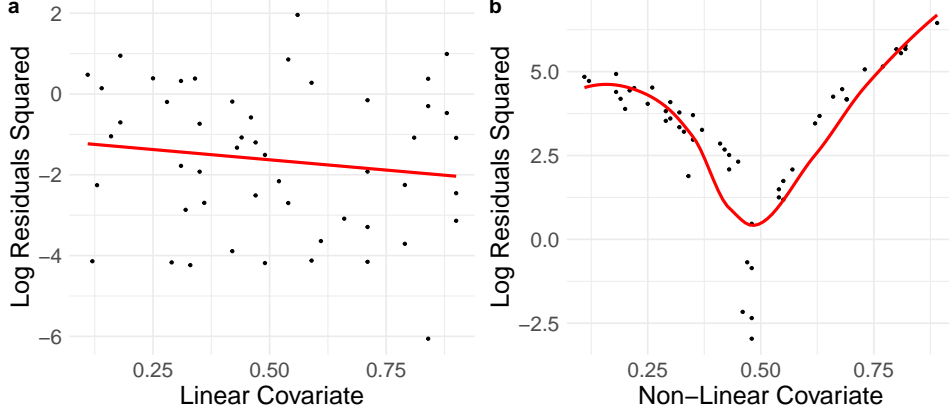 a
Log Residuals Squared
2
0
−2
−4
−6
0.25 0.50 0.75
Linear Covariate
b
Log Residuals Squared
5.0
2.5
0.0
−2.5
0.25 0.50 0.75
Non−Linear Covariate